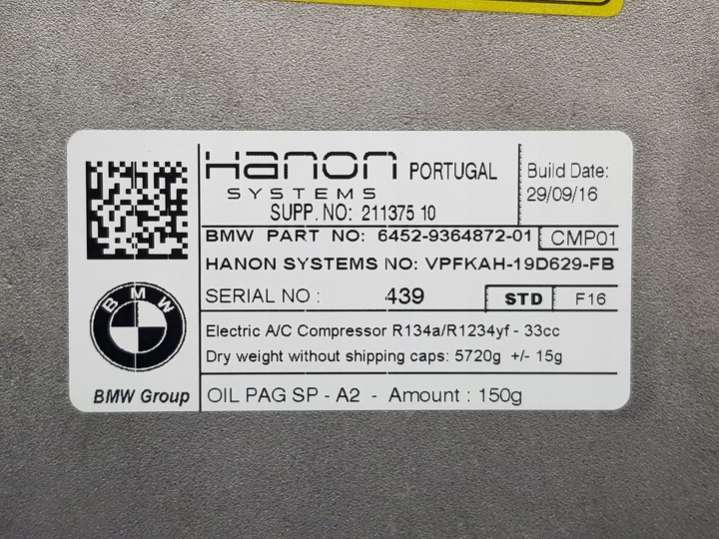 Hanon PORTUGAL
SYSTEMS
SUPP. NO: 211375 10
Build Date:
29/09/16
BMW PART NO: 6452-9364872-01 CMP01
HANON SYSTEMS NO: VPFKAH-19D629-FB
SERIAL NO : 439 STD F16
Electric A/C Compressor R134a/R1234yf - 33cc
Dry weight without shipping caps: 5720g +/- 15g
BMW
BMW Group
OIL PAG SP - A2 - Amount : 150g